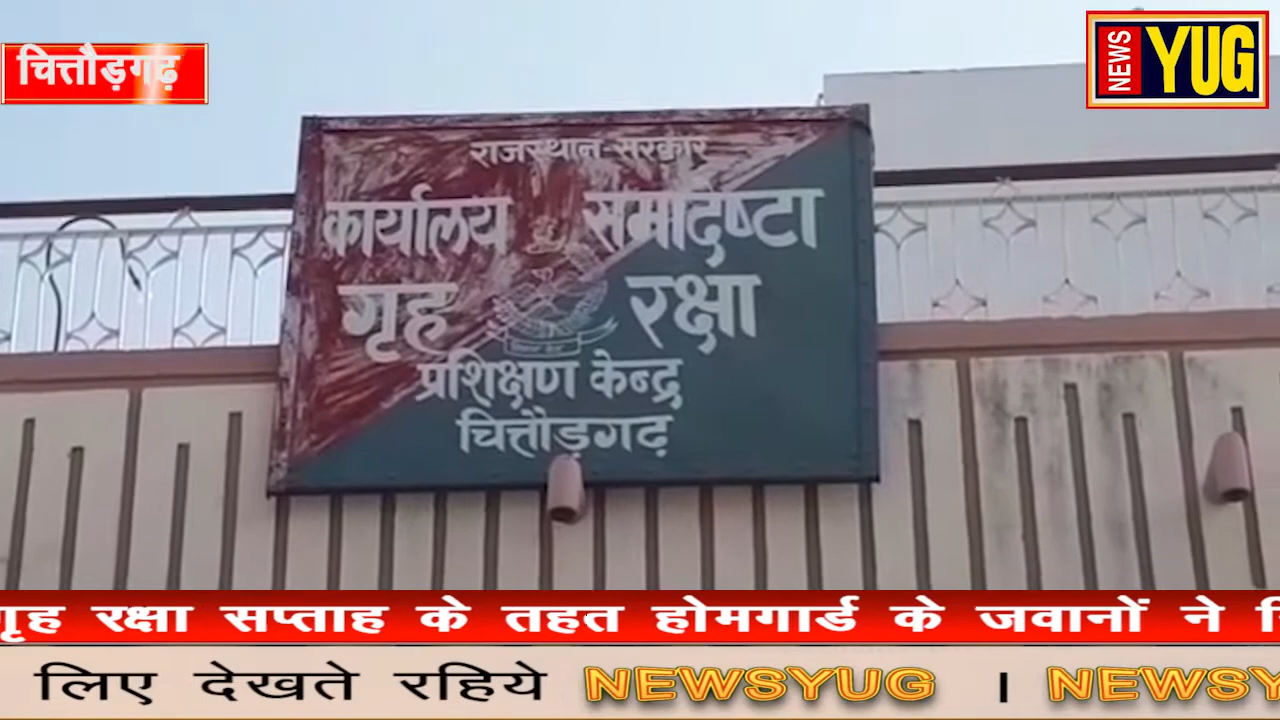 चित्तौड़गढ़
NEWS YUG
राजस्थान-सरकार
कार्यालय समादेष्टा
गृह रक्षा
प्रशिक्षण केन्द्र
चित्तौड़गढ़
गृह रक्षा सप्ताह के तहत होमगार्ड के जवानों ने
लिए देखते रहिये NEWSYUG । NEWSY